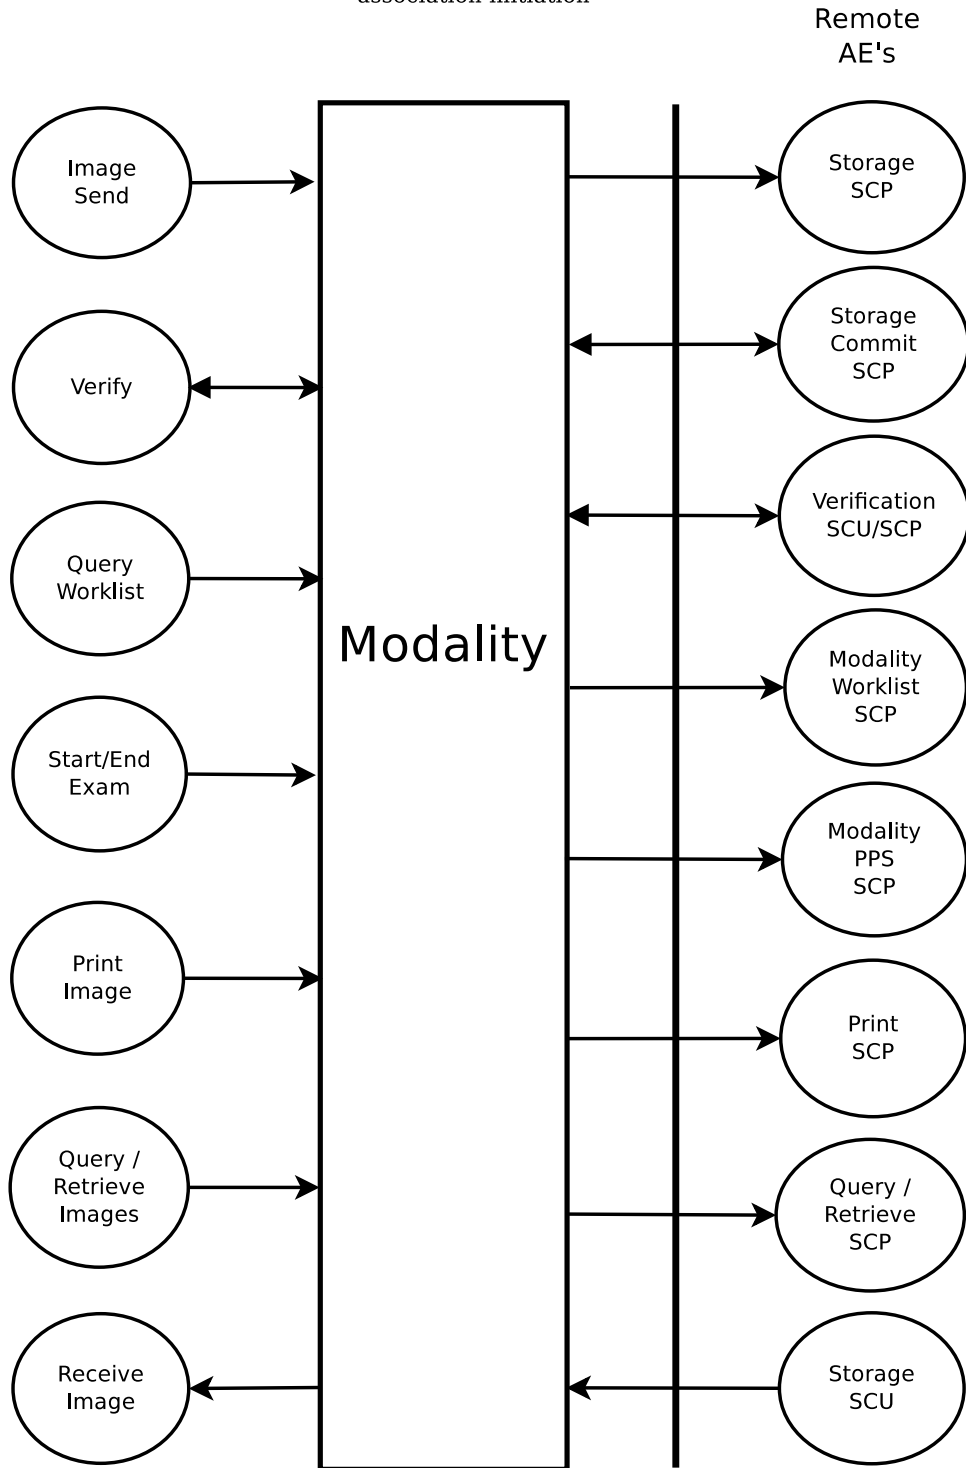 association initiation
Remote
AE's
Image
Send
Verify
Query
Worklist
Start/End
Exam
Print
Image
Query /
Retrieve
Images
Receive
Image
Modality
Storage
SCP
Storage
Commit
SCP
Verification
SCU/SCP
Modality
Worklist
SCP
Modality
PPS
SCP
Print
SCP
Query /
Retrieve
SCP
Storage
SCU